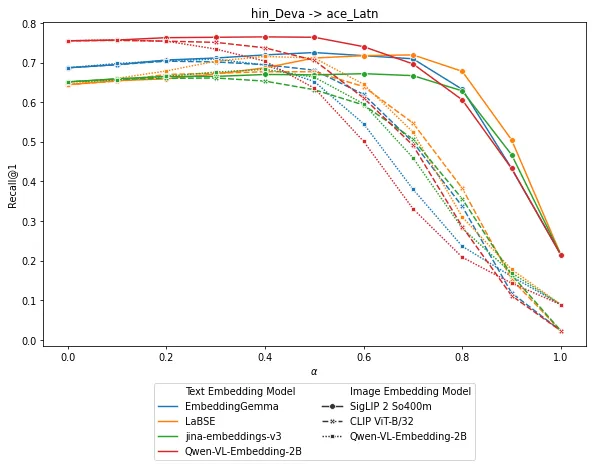 hin_Deva -> ace_Latn
0.8
0.7
0.6
0.5
0.4
0.3
0.2
0.1
0.0
Recall@1
0.0 0.2 0.4 0.6 0.8 1.0
α
Text Embedding Model Image Embedding Model
EmbeddingGemma SigLIP 2 So400m
LaBSE CLIP ViT-B/32
jina-embeddings-v3 Qwen-VL-Embedding-2B
Qwen-VL-Embedding-2B